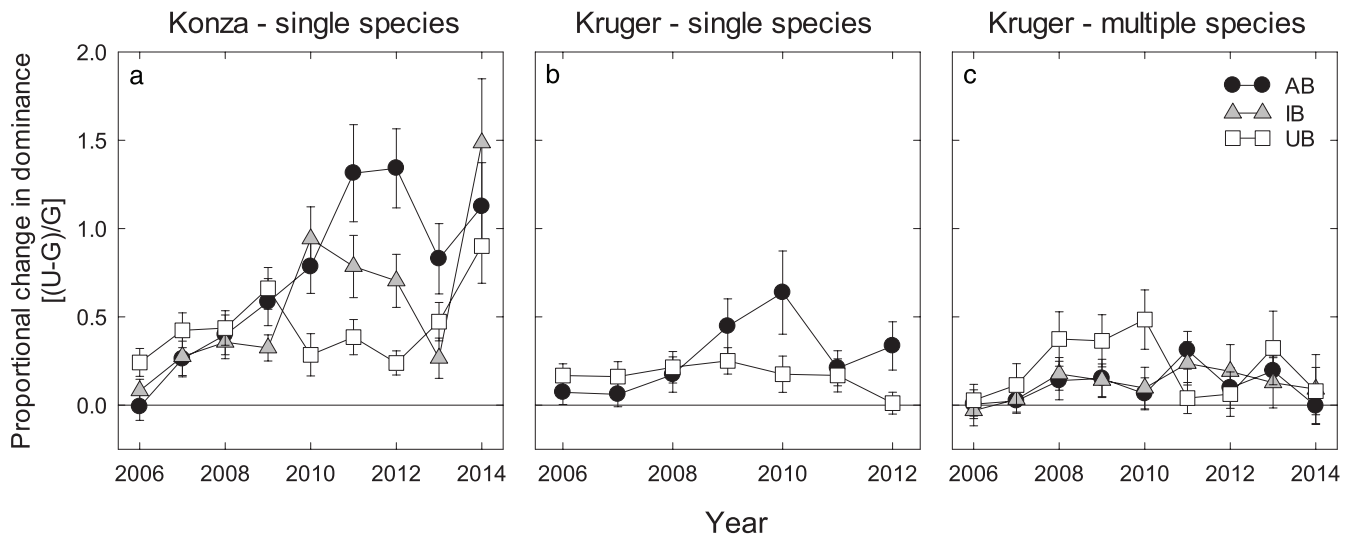 Konza - single species
Kruger - single species
Kruger - multiple species
Proportional change in dominance
[(U-G)/G]
2.0
1.5
1.0
0.5
0.0
a
b
c
AB
IB
UB
2006 2008 2010 2012 2014
2006 2008 2010 2012
2006 2008 2010 2012 2014
Year